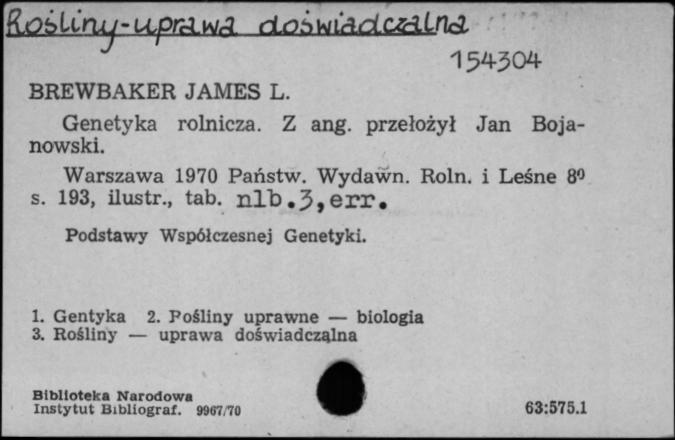 Rośliny-uprawa doświadczalna
154304
BREWBAKER JAMES L.
Genetyka rolnicza. Z ang. przełożył Jan Boja-
nowski.
Warszawa 1970 Państw. Wydawn. Roln. i Leśne 8⁰
s. 193, ilustr., tab. nlb.3,err.
Podstawy Współczesnej Genetyki.
1. Gentyka 2. Pośliny uprawne — biologia
3. Rośliny — uprawa doświadczalna
Biblioteka Narodowa
Instytut Bibliograf. 9967/70
63:575.1